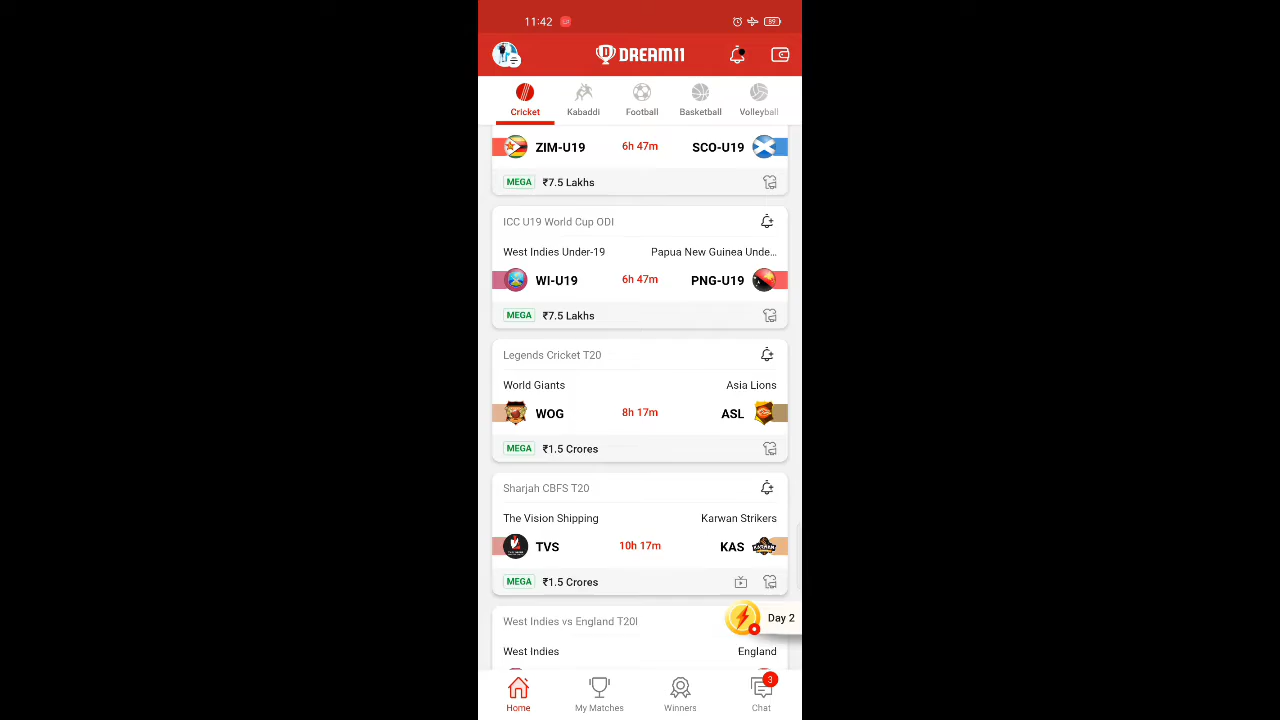 11:42
89
DREAM11
Cricket Kabaddi Football Basketball Volleyball
ZIM-U19 6h 47m SCO-U19
MEGA ₹7.5 Lakhs
ICC U19 World Cup ODI
West Indies Under-19 Papua New Guinea Unde...
WI-U19 6h 47m PNG-U19
MEGA ₹7.5 Lakhs
Legends Cricket T20
World Giants Asia Lions
WOG 8h 17m ASL
MEGA ₹1.5 Crores
Sharjah CBFS T20
The Vision Shipping Karwan Strikers
TVS 10h 17m KAS
MEGA ₹1.5 Crores
Day 2
West Indies vs England T20I
West Indies England
3
Home My Matches Winners Chat